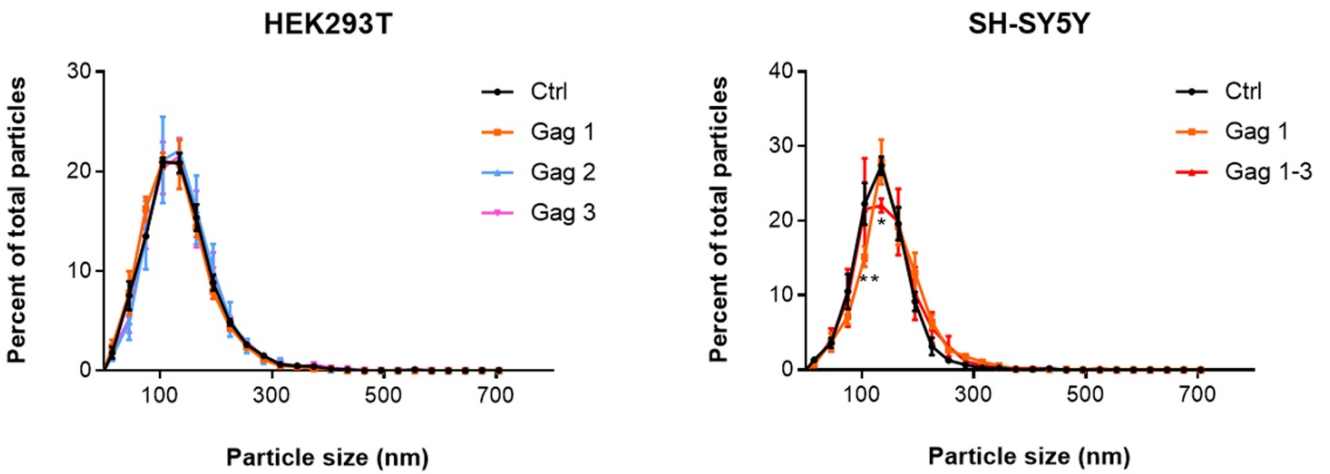 HEK293T
Percent of total particles
30
20
10
0
100 300 500 700
Particle size (nm)
Ctrl
Gag 1
Gag 2
Gag 3
SH-SY5Y
Percent of total particles
40
30
20
10
0
*
**
100 300 500 700
Particle size (nm)
Ctrl
Gag 1
Gag 1-3